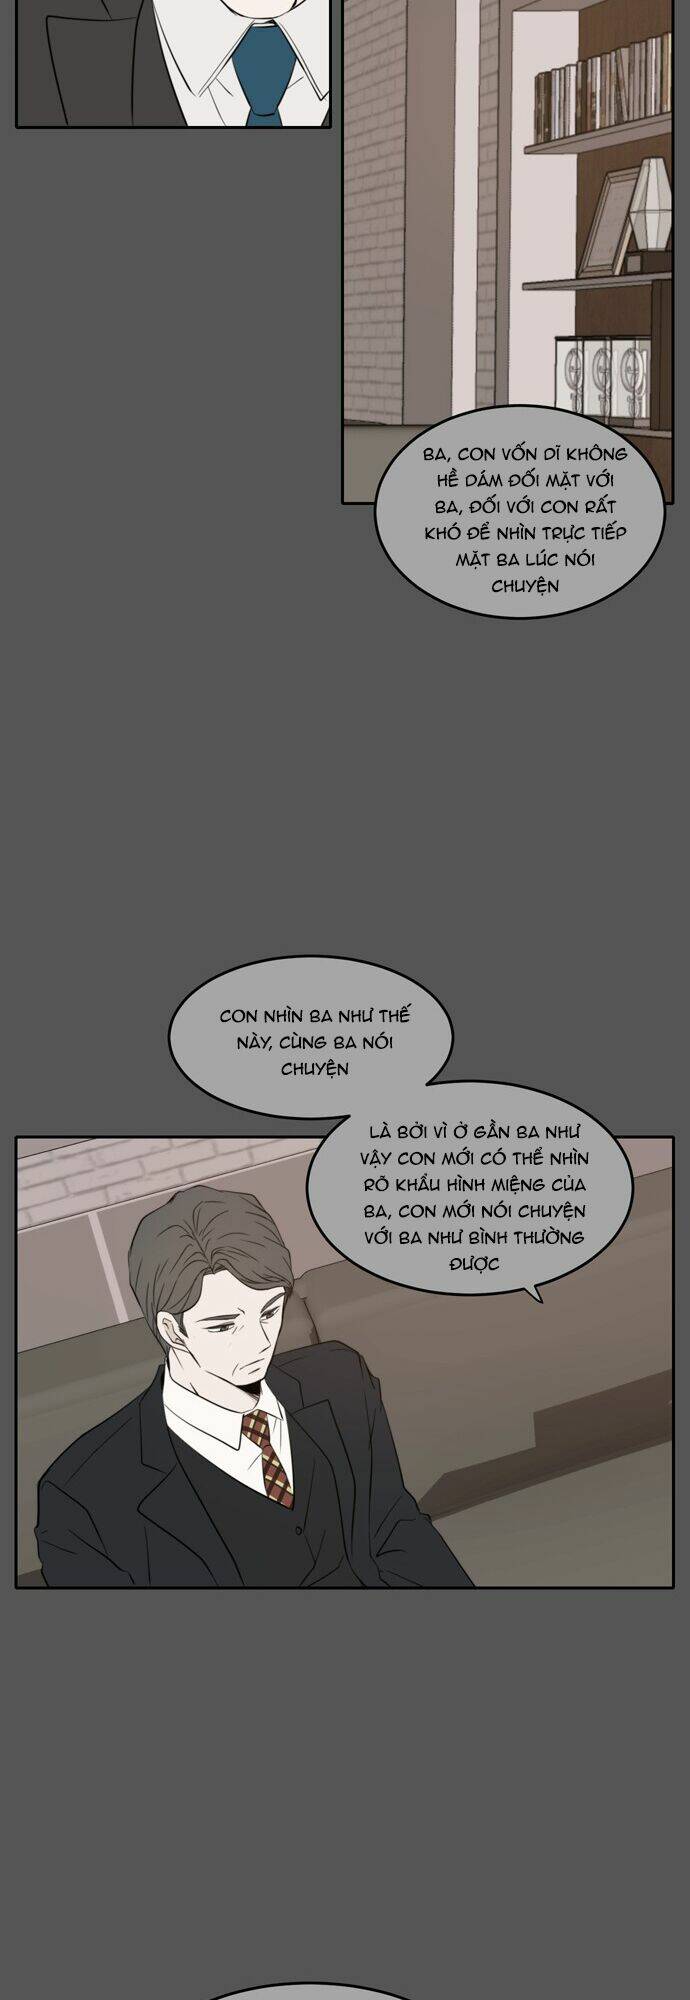 BA, CON VỐN DĨ KHÔNG
HỀ DÁM ĐỐI MẶT VỚI
BA, ĐỐI VỚI CON RẤT
KHÓ ĐỂ NHÌN TRỰC TIẾP
MẶT BA LÚC NÓI
CHUYỆN
CON NHÌN BA NHƯ THẾ
NÀY, CÙNG BA NÓI
CHUYỆN
LÀ BỞI VÌ Ở GẦN BA NHƯ
VẬY CON MỚI CÓ THỂ NHÌN
RÕ KHẨU HÌNH MIỆNG CỦA
BA, CON MỚI NÓI CHUYỆN
VỚI BA NHƯ BÌNH THƯỜNG
ĐƯỢC